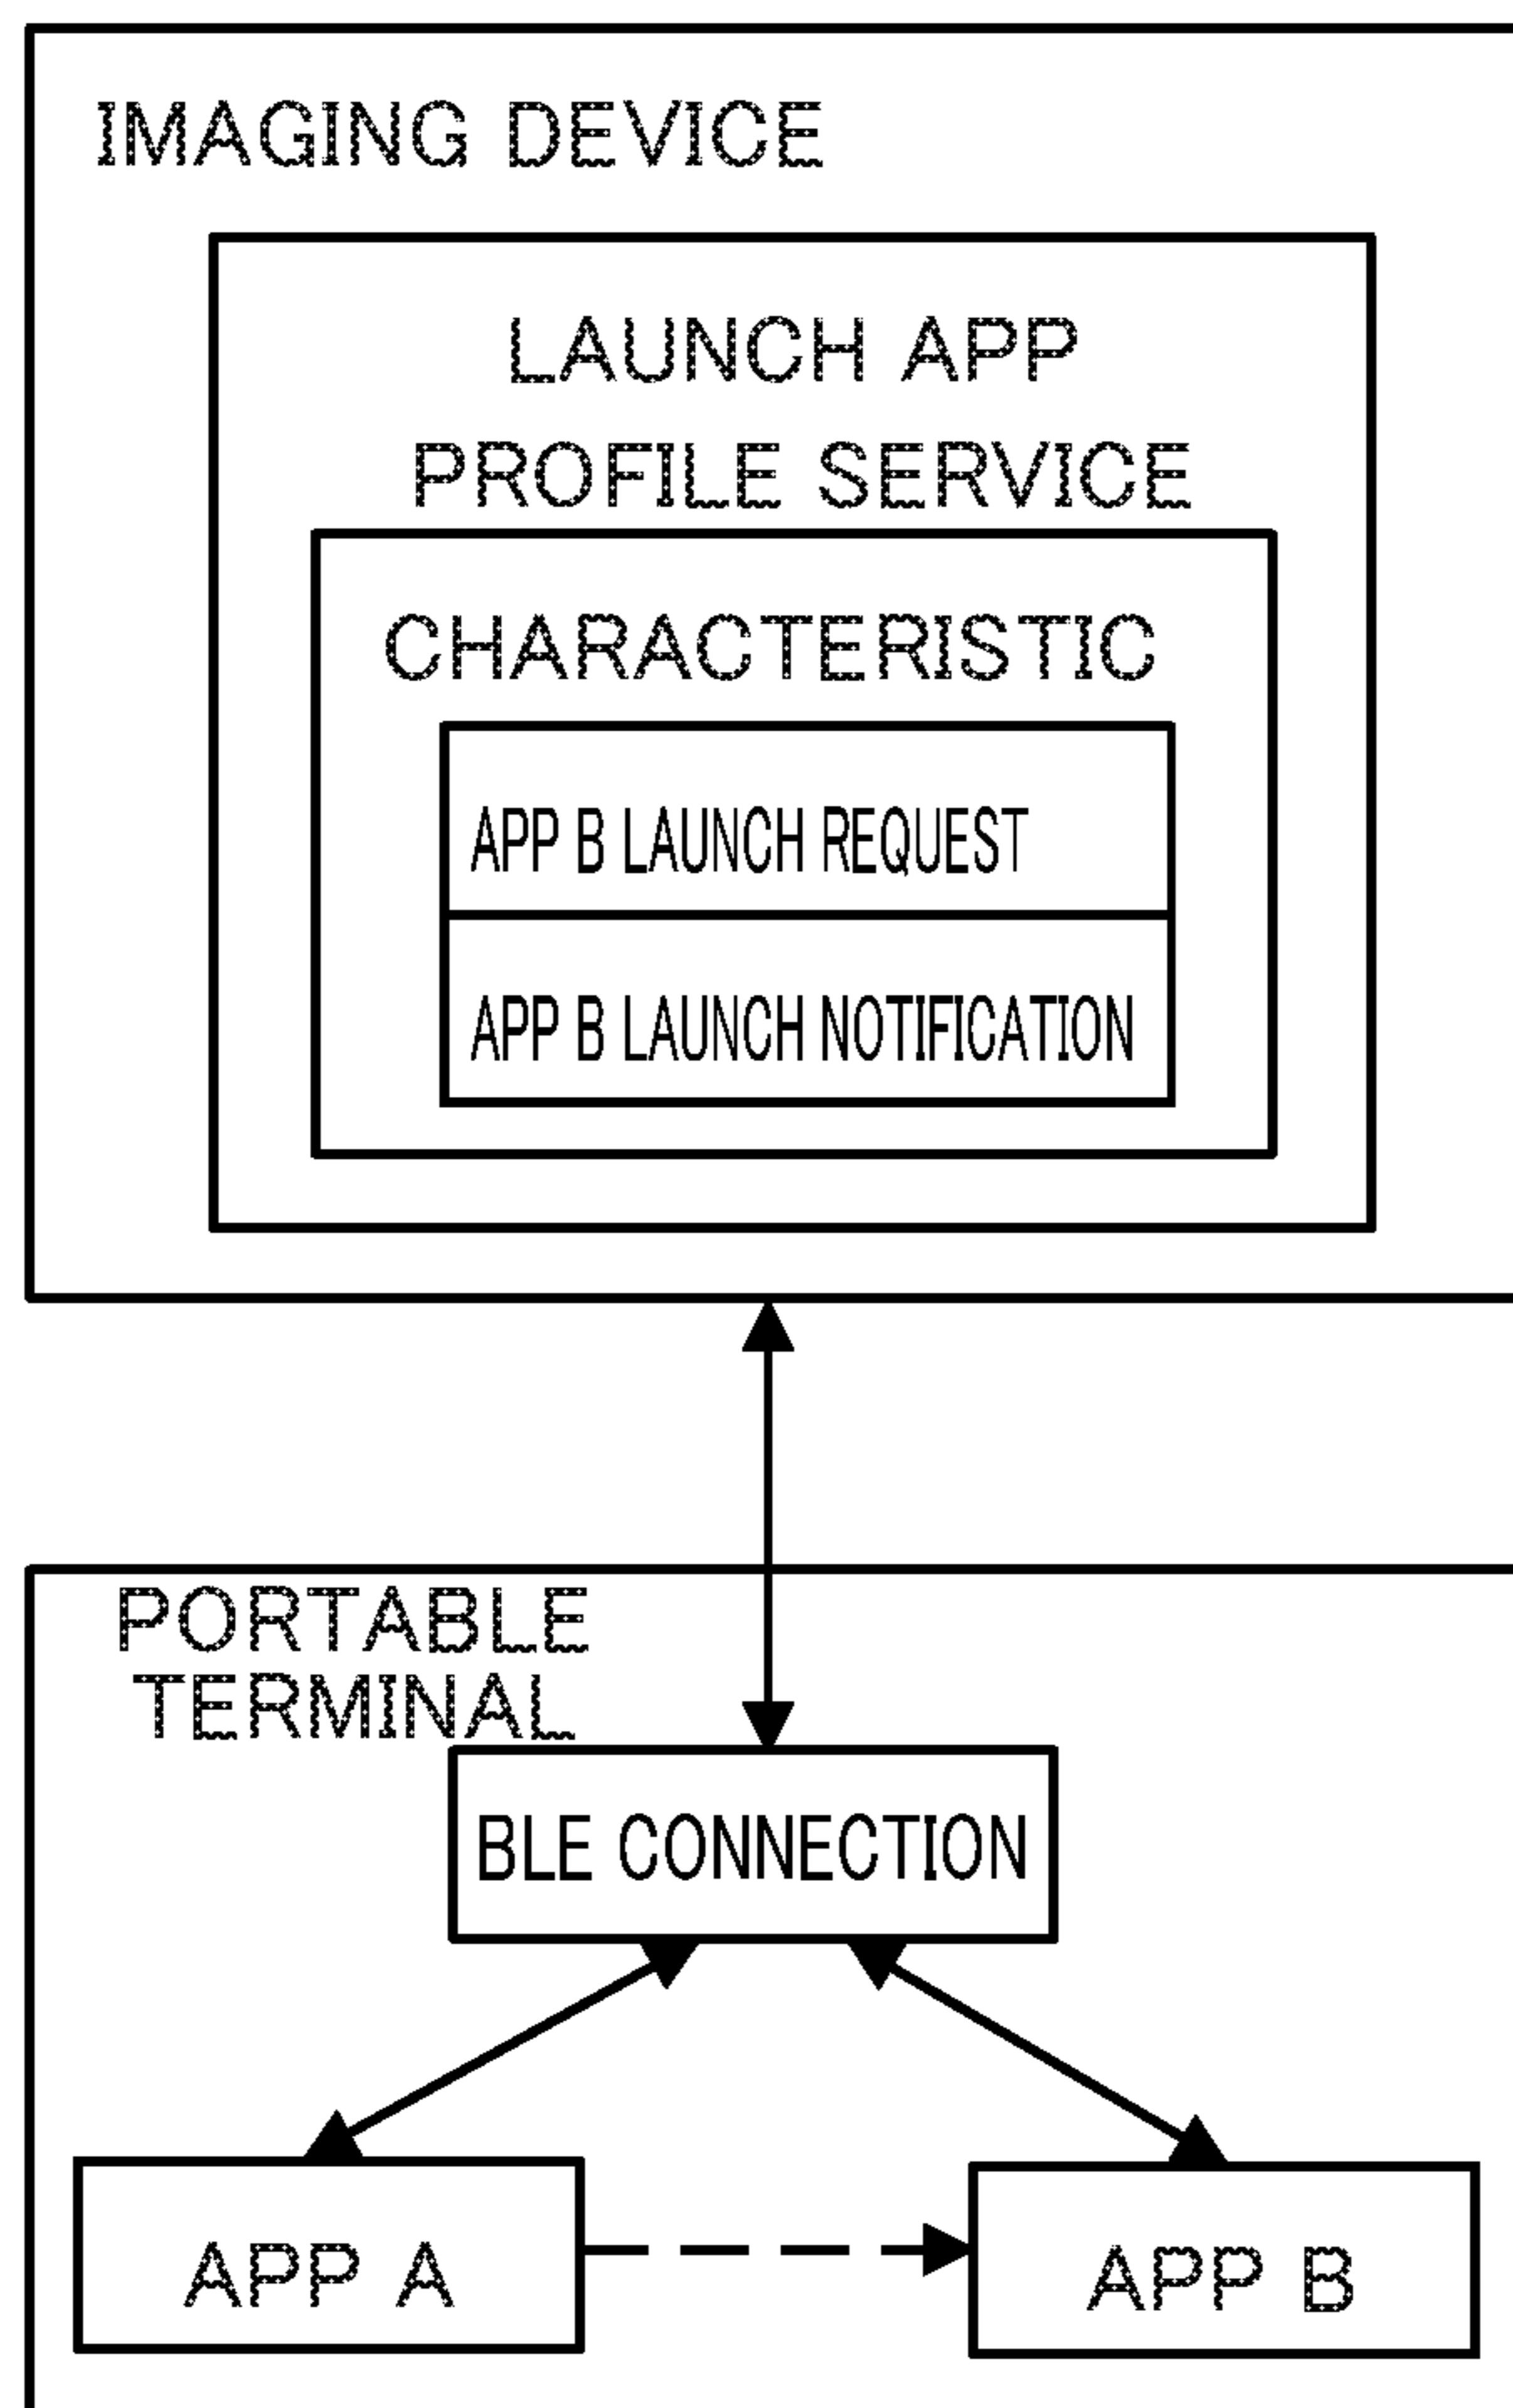 IMAGING DEVICE
LAUNCH APP
PROFILE SERVICE
CHARACTERISTIC
APP B LAUNCH REQUEST
APP B LAUNCH NOTIFICATION
PORTABLE
TERMINAL
BLE CONNECTION
APP A
APP B